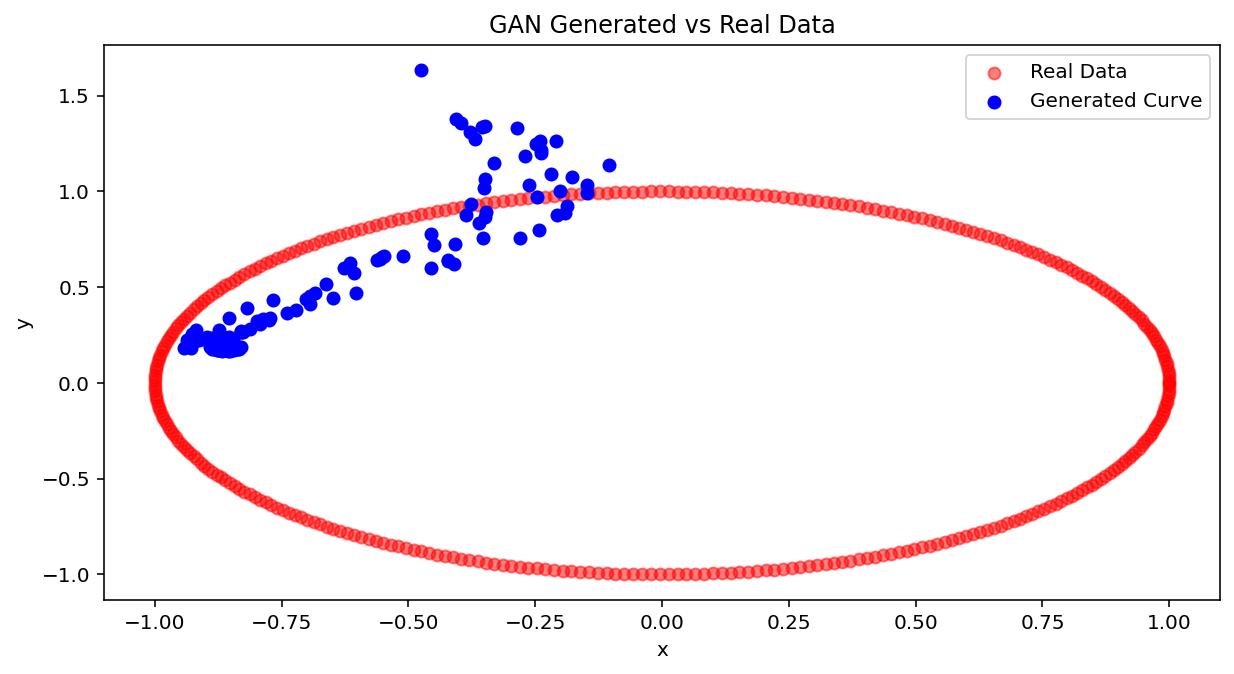 GAN Generated vs Real Data
Real Data
Generated Curve
1.5
1.0
0.5
0.0
−0.5
−1.0
y
−1.00 −0.75 −0.50 −0.25 0.00 0.25 0.50 0.75 1.00
x